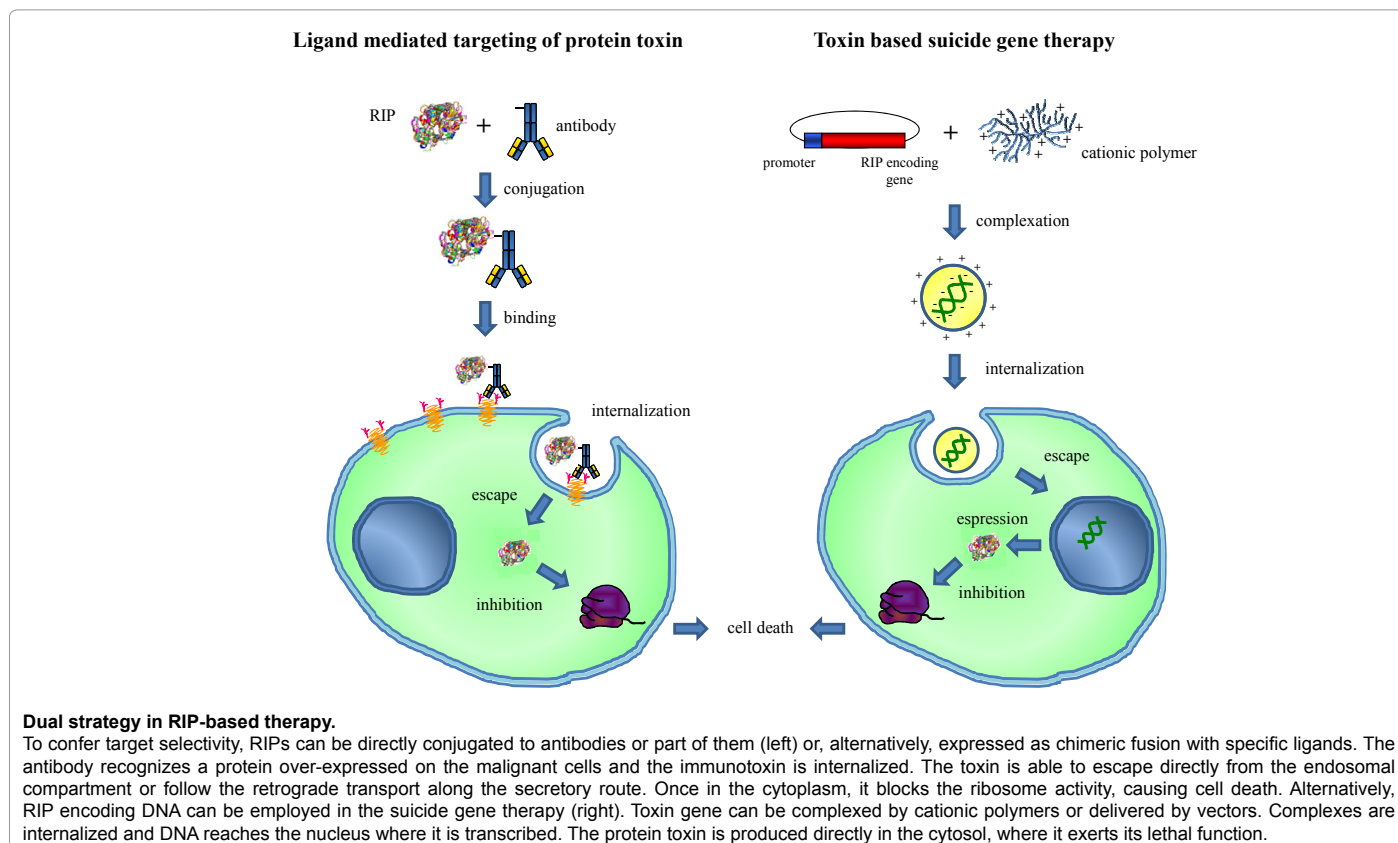 Ligand mediated targeting of protein toxin
RIP
+
antibody
conjugation
binding
internalization
escape
inhibition
Toxin based suicide gene therapy
promoter
RIP encoding
gene
+
cationic polymer
complexation
internalization
escape
espression
inhibition
cell death
Dual strategy in RIP-based therapy.
To confer target selectivity, RIPs can be directly conjugated to antibodies or part of them (left) or, alternatively, expressed as chimeric fusion with specific ligands. The
antibody recognizes a protein over-expressed on the malignant cells and the immunotoxin is internalized. The toxin is able to escape directly from the endosomal
compartment or follow the retrograde transport along the secretory route. Once in the cytoplasm, it blocks the ribosome activity, causing cell death. Alternatively,
RIP encoding DNA can be employed in the suicide gene therapy (right). Toxin gene can be complexed by cationic polymers or delivered by vectors. Complexes are
internalized and DNA reaches the nucleus where it is transcribed. The protein toxin is produced directly in the cytosol, where it exerts its lethal function.